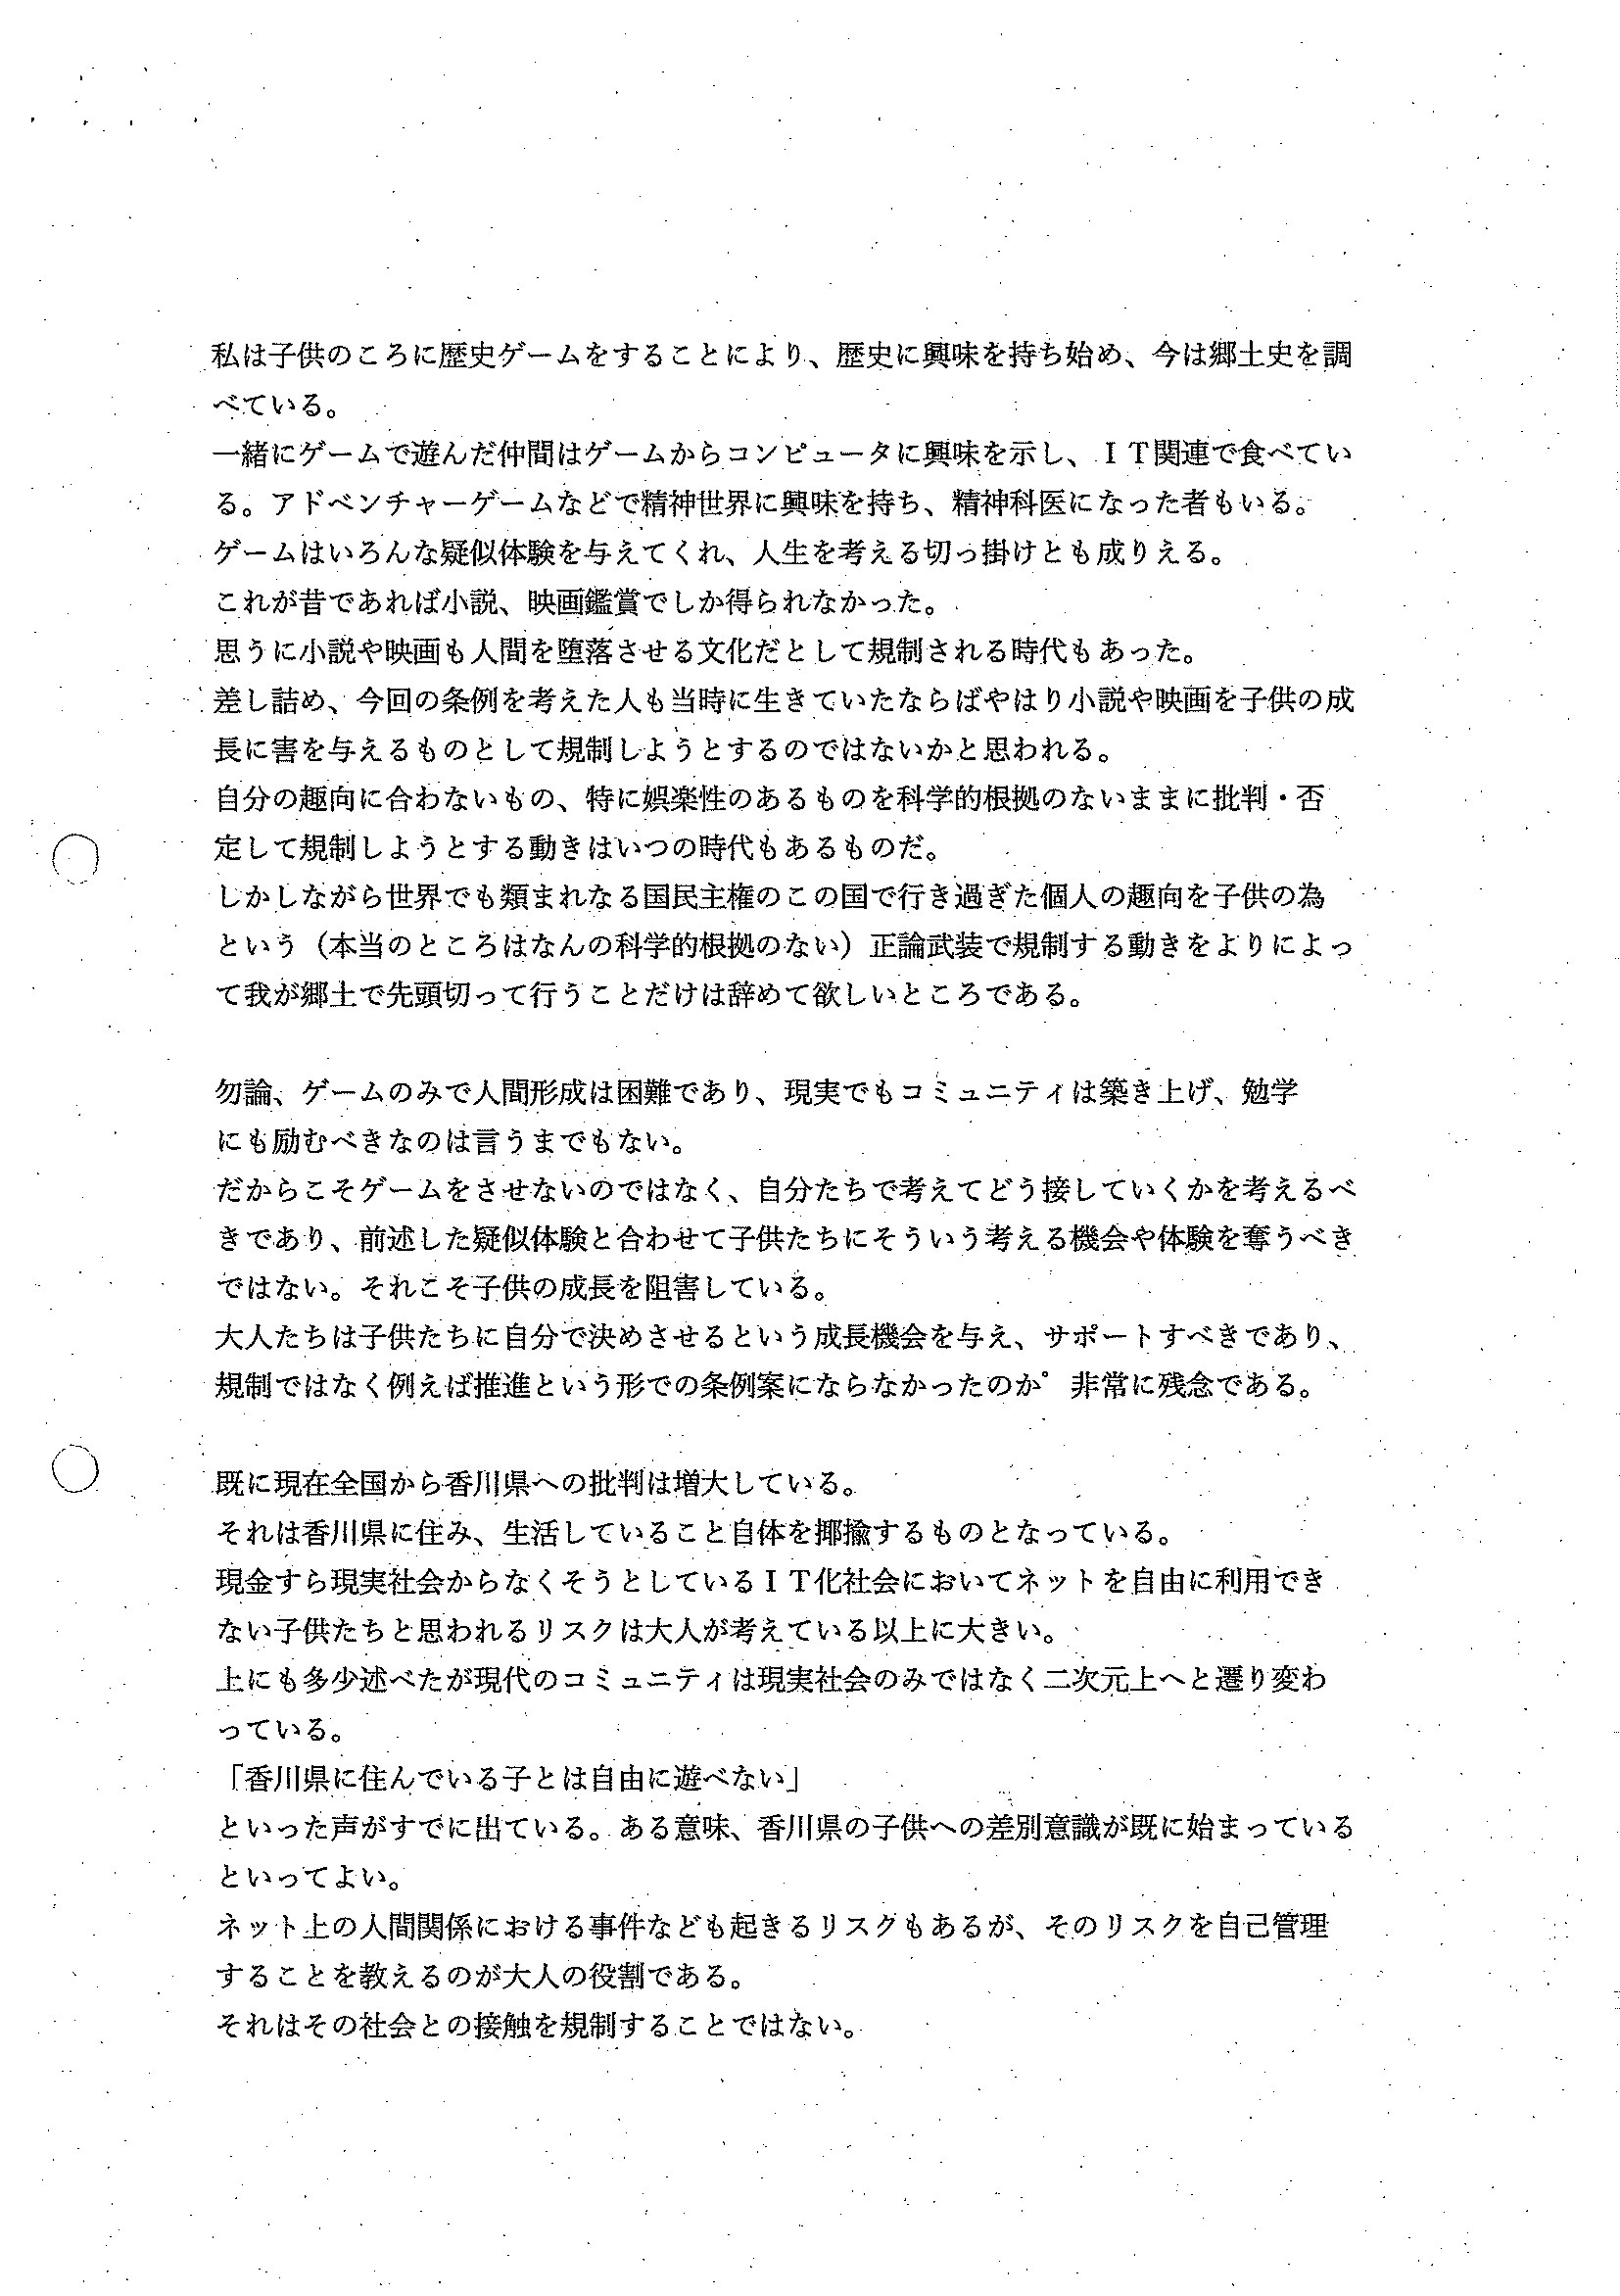 私は子供のころに歴史ゲームをすることにより、歴史に興味を持ち始め、今は郷土史を調
べている。
一緒にゲームで遊んだ仲間はゲームからコンピュータに興味を示し、ＩＴ関連で食べてい
る。アドベンチャーゲームなどで精神世界に興味を持ち、精神科医になった者もいる。
ゲームはいろんな疑似体験を与えてくれ、人生を考える切っ掛けとも成りえる。
これが昔であれば小説、映画鑑賞でしか得られなかった。
思うに小説や映画も人間を堕落させる文化だとして規制される時代もあった。
差し詰め、今回の条例を考えた人も当時に生きていたならばやはり小説や映画を子供の成
長に害を与えるものとして規制しようとするのではないかと思われる。
自分の趣向に合わないもの、特に娯楽性のあるものを科学的根拠のないままに批判・否
定して規制しようとする動きはいつの時代もあるものだ。
しかしながら世界でも類まれなる国民主権のこの国で行き過ぎた個人の趣向を子供の為
という（本当のところはなんの科学的根拠のない）正論武装で規制する動きをよりによっ
て我が郷土で先頭切って行うことだけは辞めて欲しいところである。
勿論、ゲームのみで人間形成は困難であり、現実でもコミュニティは築き上げ、勉学
にも励むべきなのは言うまでもない。
だからこそゲームをさせないのではなく、自分たちで考えてどう接していくかを考えるべ
きであり、前述した疑似体験と合わせて子供たちにそういう考える機会や体験を奪うべき
ではない。それこそ子供の成長を阻害している。
大人たちは子供たちに自分で決めさせるという成長機会を与え、サポートすべきであり、
規制ではなく例えば推進という形での条例案にならなかったのか゜非常に残念である。
既に現在全国から香川県への批判は増大している。
それは香川県に住み、生活していること自体を揶揄するものとなっている。
現金すら現実社会からなくそうとしているＩＴ化社会においてネットを自由に利用でき
ない子供たちと思われるリスクは大人が考えている以上に大きい。
上にも多少述べたが現代のコミュニティは現実社会のみではなく二次元上へと遷り変わ
っている。
「香川県に住んでいる子とは自由に遊べない」
といった声がすでに出ている。ある意味、香川県の子供への差別意識が既に始まっている
といってよい。
ネット上の人間関係における事件なども起きるリスクもあるが、そのリスクを自己管理
することを教えるのが大人の役割である。
それはその社会との接触を規制することではない。